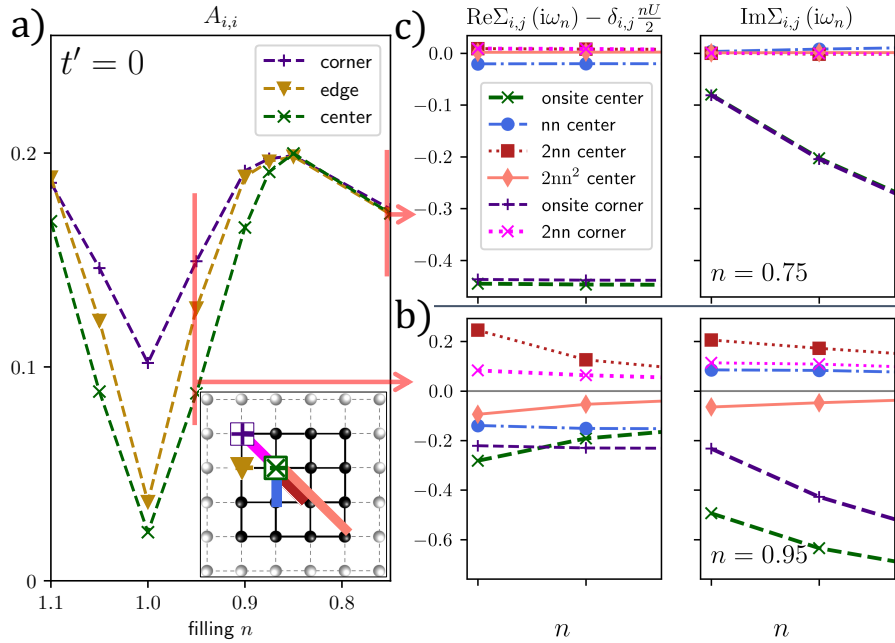 a)
A_{i,i}
t′ = 0
corner
edge
center
0.2
0.1
0
1.1
1.0
0.9
0.8
filling n
c)
ReΣ_{i,j} (iω_n) − δ_{i,j} nU/2
ImΣ_{i,j} (iω_n)
0.0
−0.1
−0.2
−0.3
−0.4
onsite center
nn center
2nn center
2nn² center
onsite corner
2nn corner
n = 0.75
b)
0.2
0.0
−0.2
−0.4
−0.6
n = 0.95
n
n